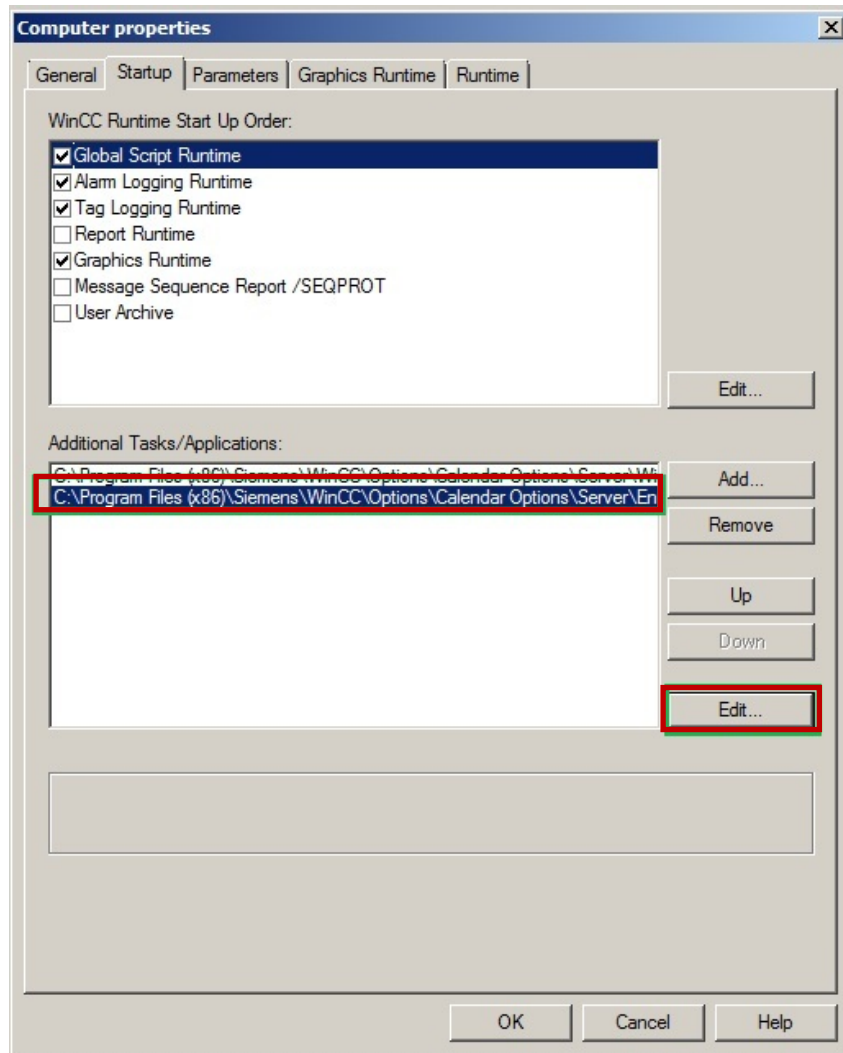 Computer properties
General Startup Parameters Graphics Runtime Runtime
WinCC Runtime Start Up Order:
Global Script Runtime
Alarm Logging Runtime
Tag Logging Runtime
Report Runtime
Graphics Runtime
Message Sequence Report /SEQPROT
User Archive
Edit...
Additional Tasks/Applications:
C:\Program Files (x86)\Siemens\WinCC\Options\Calendar Options\Server\Wi
Add...
C:\Program Files (x86)\Siemens\WinCC\Options\Calendar Options\Server\En
Remove
Up
Down
Edit...
OK Cancel Help